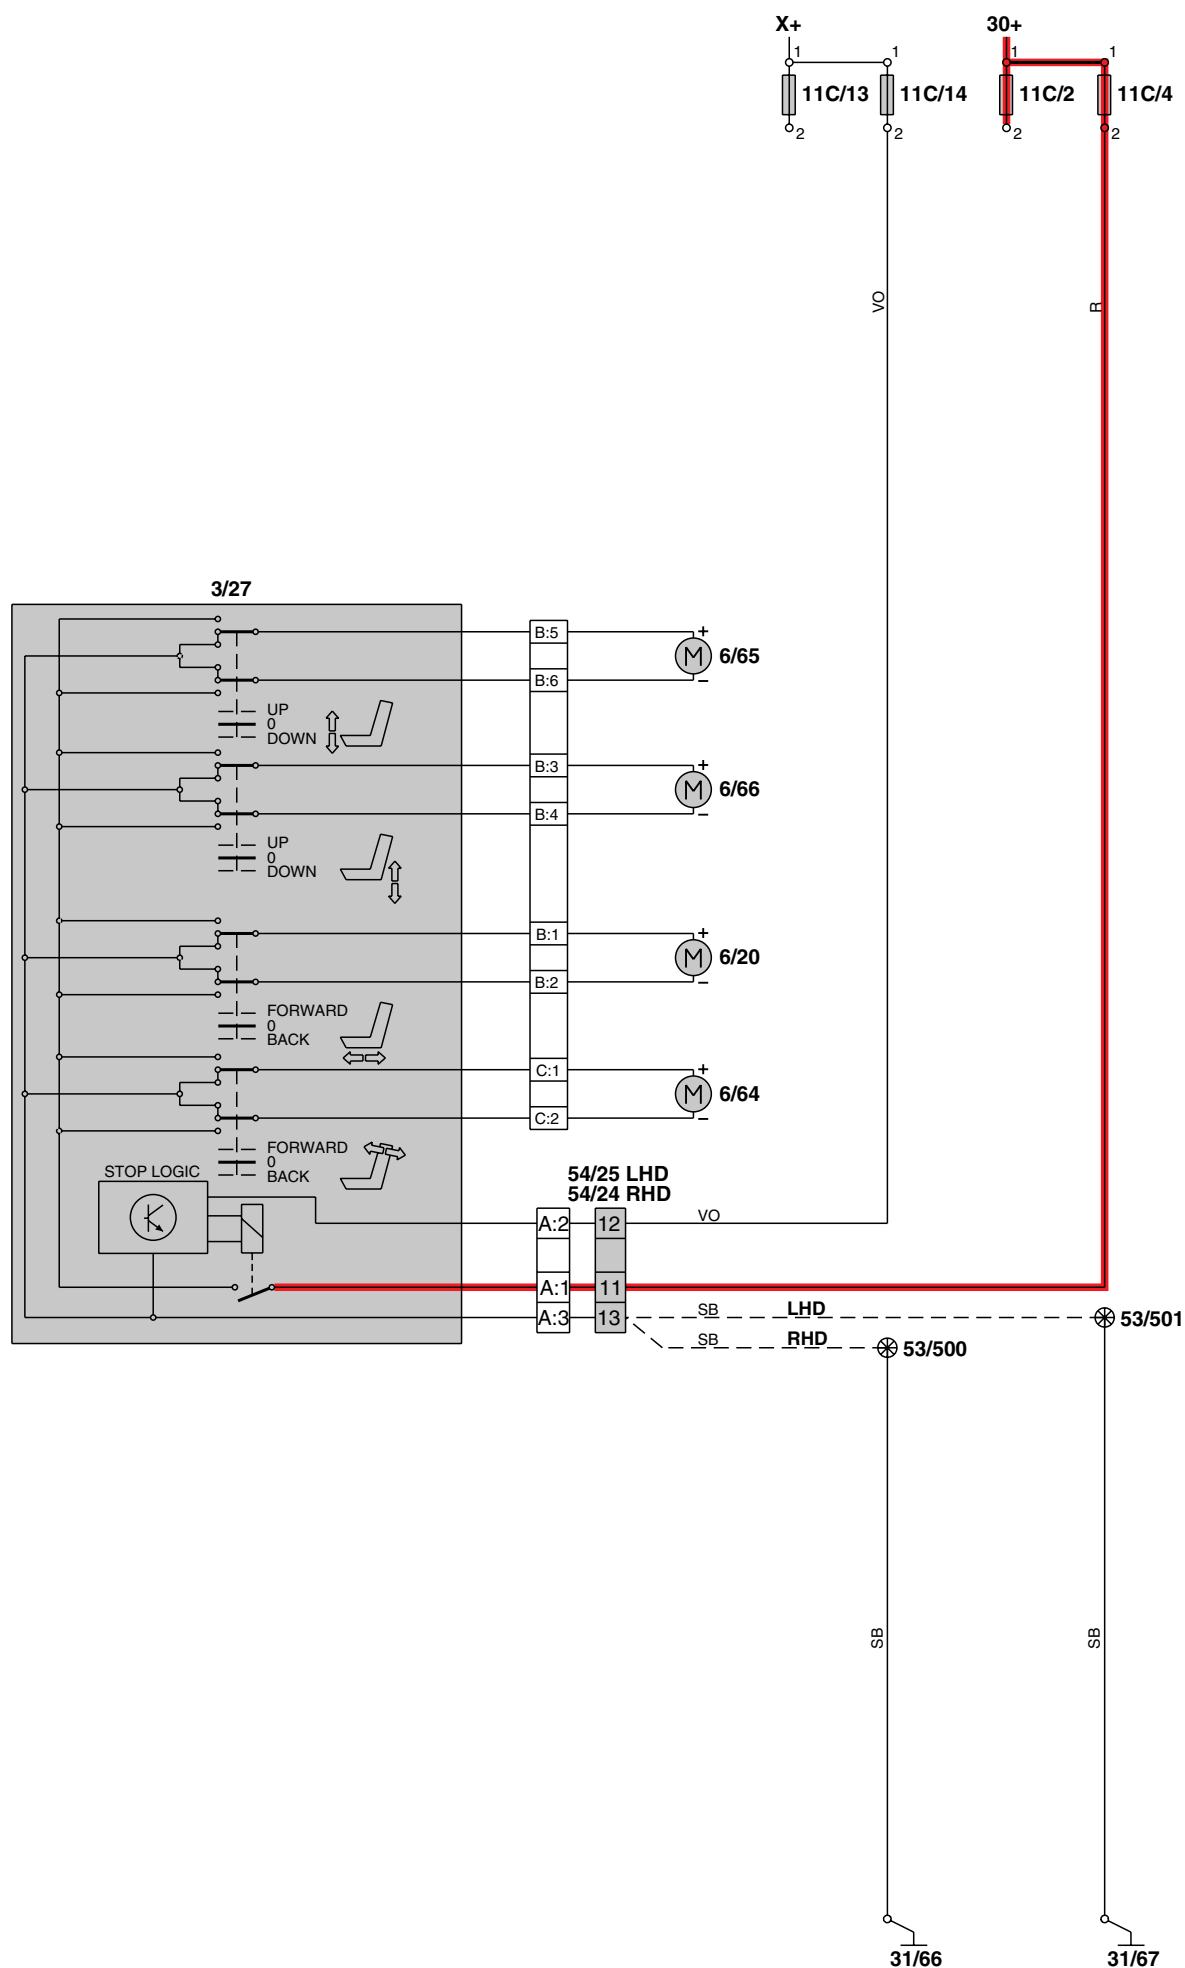 X+ 30+
1 1 1 1
11C/13 11C/14 11C/2 11C/4
2 2 2 2
VO R
3/27
B:5 +
M 6/65
B:6 −
UP
0
DOWN
B:3 +
M 6/66
B:4 −
UP
0
DOWN
B:1 +
M 6/20
B:2 −
FORWARD
0
BACK
C:1 +
M 6/64
C:2 −
FORWARD
0
BACK
STOP LOGIC
54/25 LHD
54/24 RHD
A:2 12 VO
A:1 11
A:3 13 SB LHD 53/501
SB RHD 53/500
SB SB
31/66 31/67